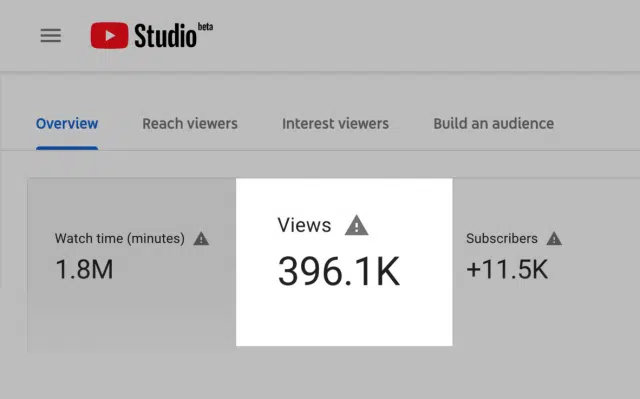 Studio beta
Overview Reach viewers Interest viewers Build an audience
Watch time (minutes)
1.8M
Views
396.1K
Subscribers
+11.5K